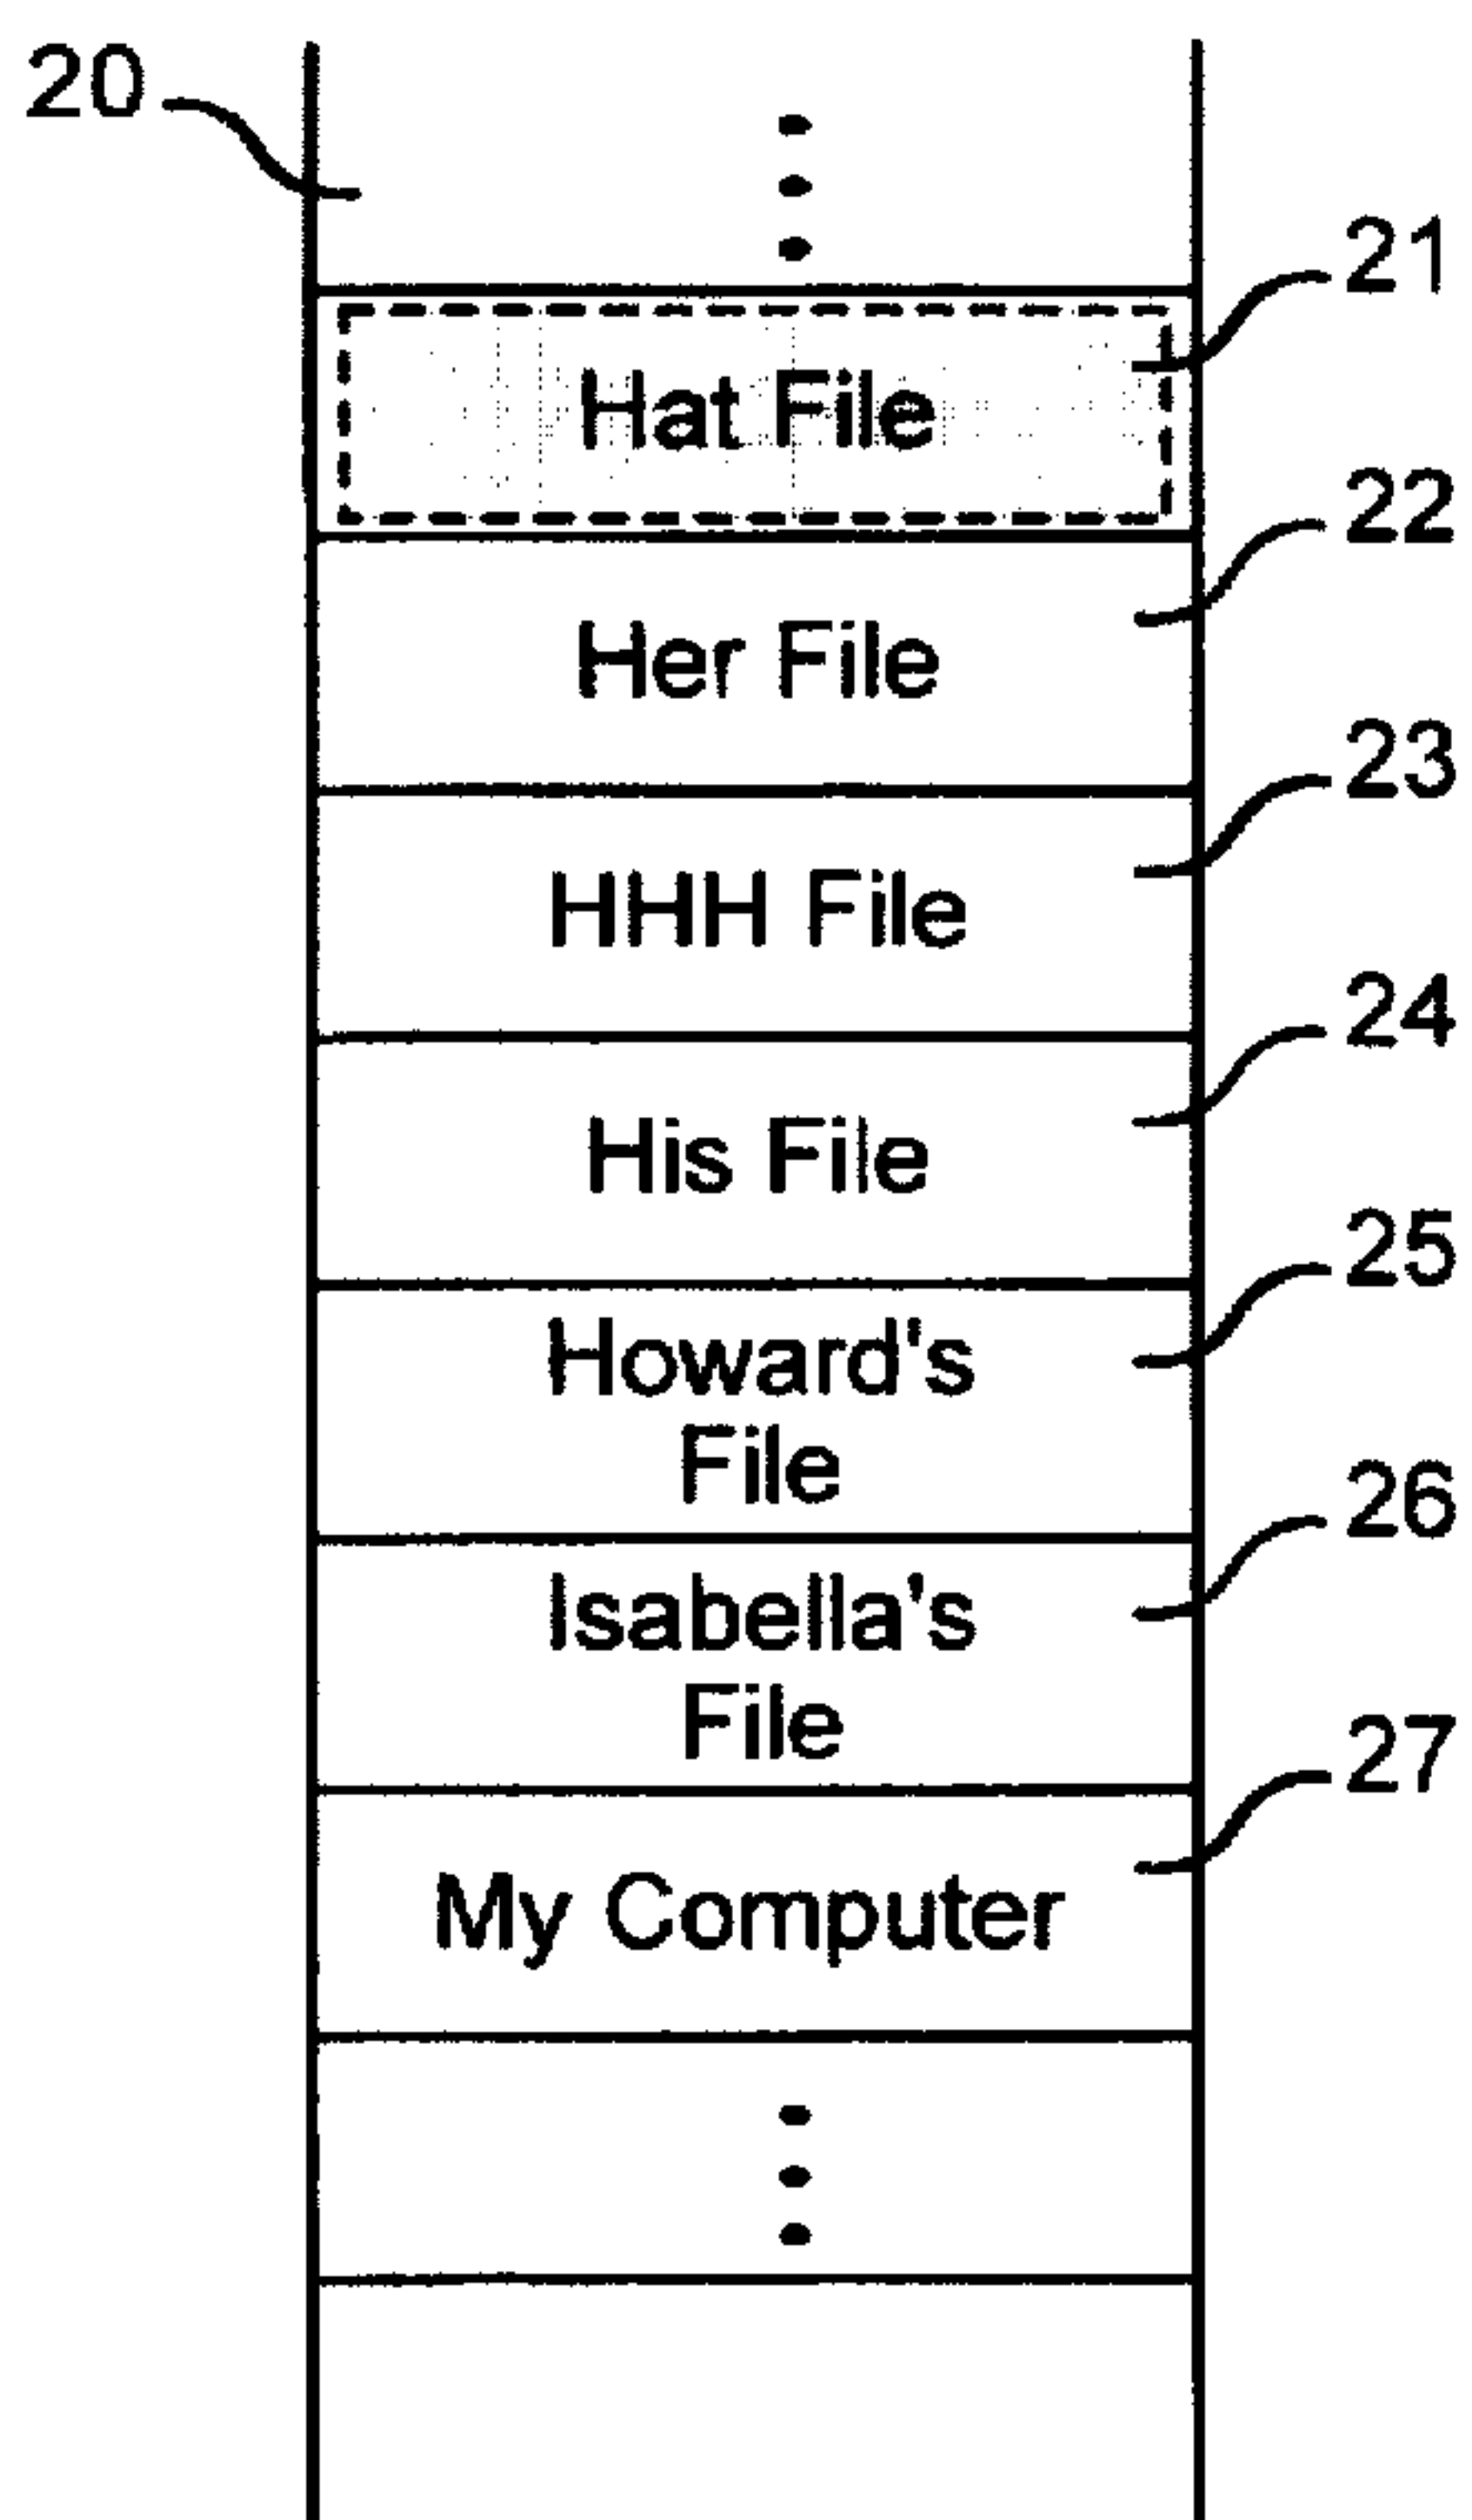 20
21
Hat File
22
Her File
23
HHH File
24
His File
25
Howard's
File
26
Isabella's
File
27
My Computer